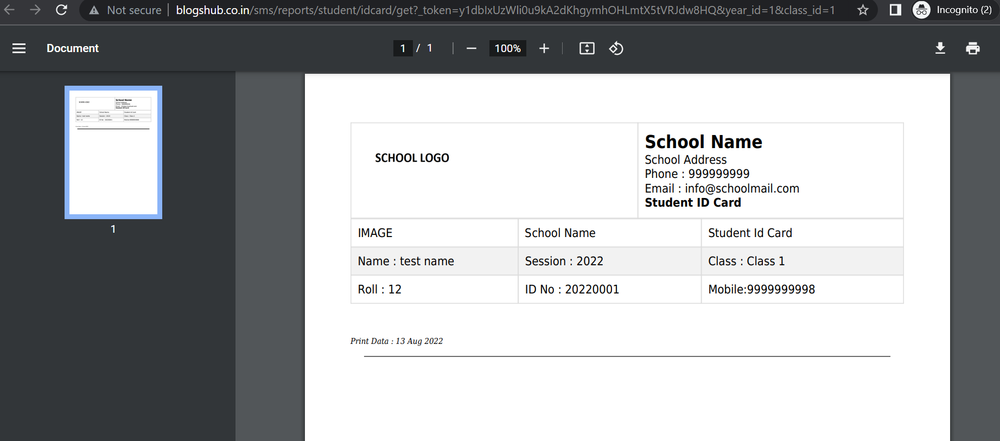 Not secure | blogshub.co.in/sms/reports/student/idcard/get?_token=y1dbIxUzWli0u9kA2dKhgymhOHLmtX5tVRJdw8HQ&year_id=1&class_id=1 Incognito (2)
Document 1 / 1 100%
School Name
SCHOOL LOGO
School Address
Phone : 999999999
Email : info@schoolmail.com
Student ID Card
IMAGE School Name Student Id Card
Name : test name Session : 2022 Class : Class 1
Roll : 12 ID No : 20220001 Mobile:9999999998
Print Data : 13 Aug 2022
1